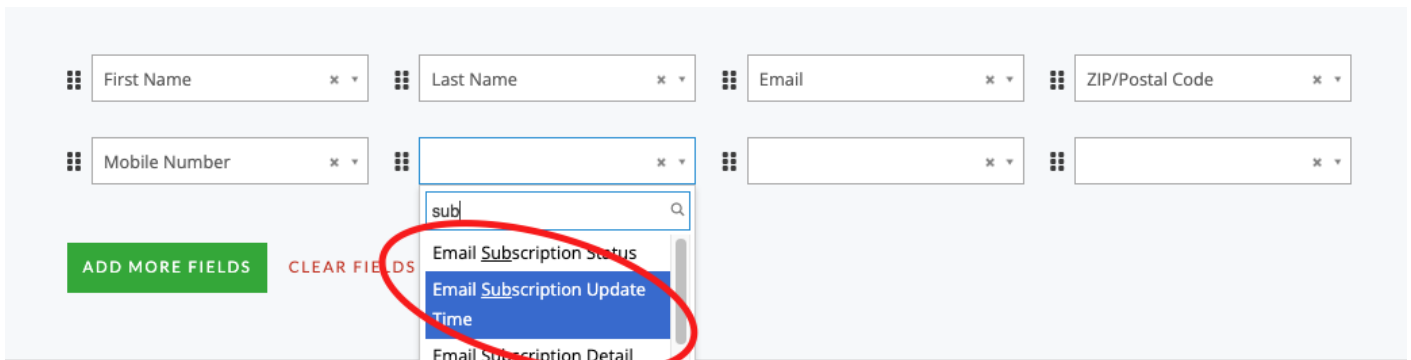 First Name
Last Name
Email
ZIP/Postal Code
Mobile Number
sub
Email Subscription Status
Email Subscription Update
Time
Email Subscription Detail
ADD MORE FIELDS
CLEAR FIELDS